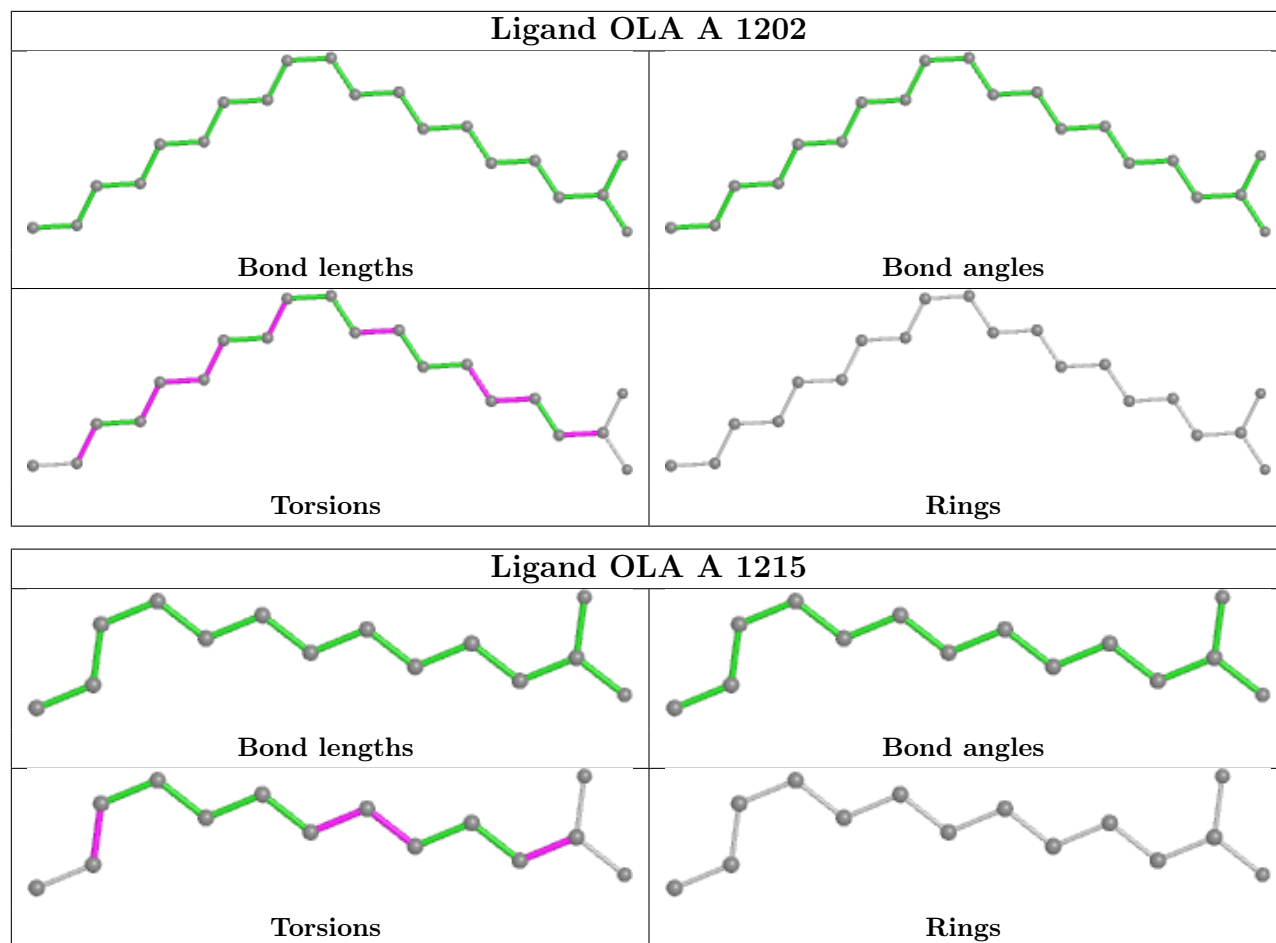 Ligand OLA A 1202
Bond lengths
Bond angles
Torsions
Rings
Ligand OLA A 1215
Bond lengths
Bond angles
Torsions
Rings